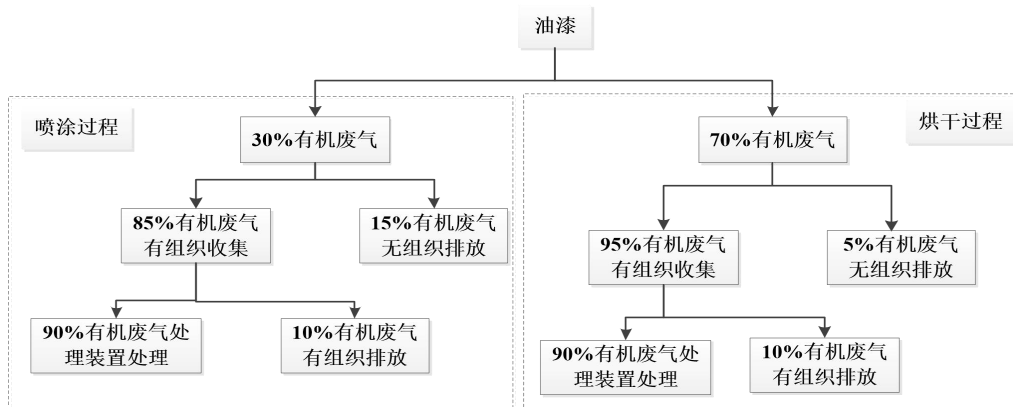 油漆
喷涂过程
30%有机废气
85%有机废气
有组织收集
15%有机废气
无组织排放
90%有机废气处
理装置处理
10%有机废气
有组织排放
烘干过程
70%有机废气
95%有机废气
有组织收集
5%有机废气
无组织排放
90%有机废气处
理装置处理
10%有机废气
有组织排放